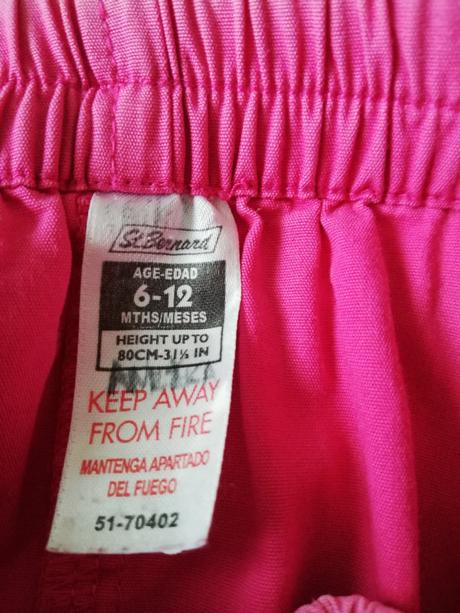 St. Bernard
AGE-EDAD
6-12
MTHS/MESES
HEIGHT UP TO
80CM-31½ IN
KEEP AWAY
FROM FIRE
MANTENGA APARTADO
DEL FUEGO
51-70402